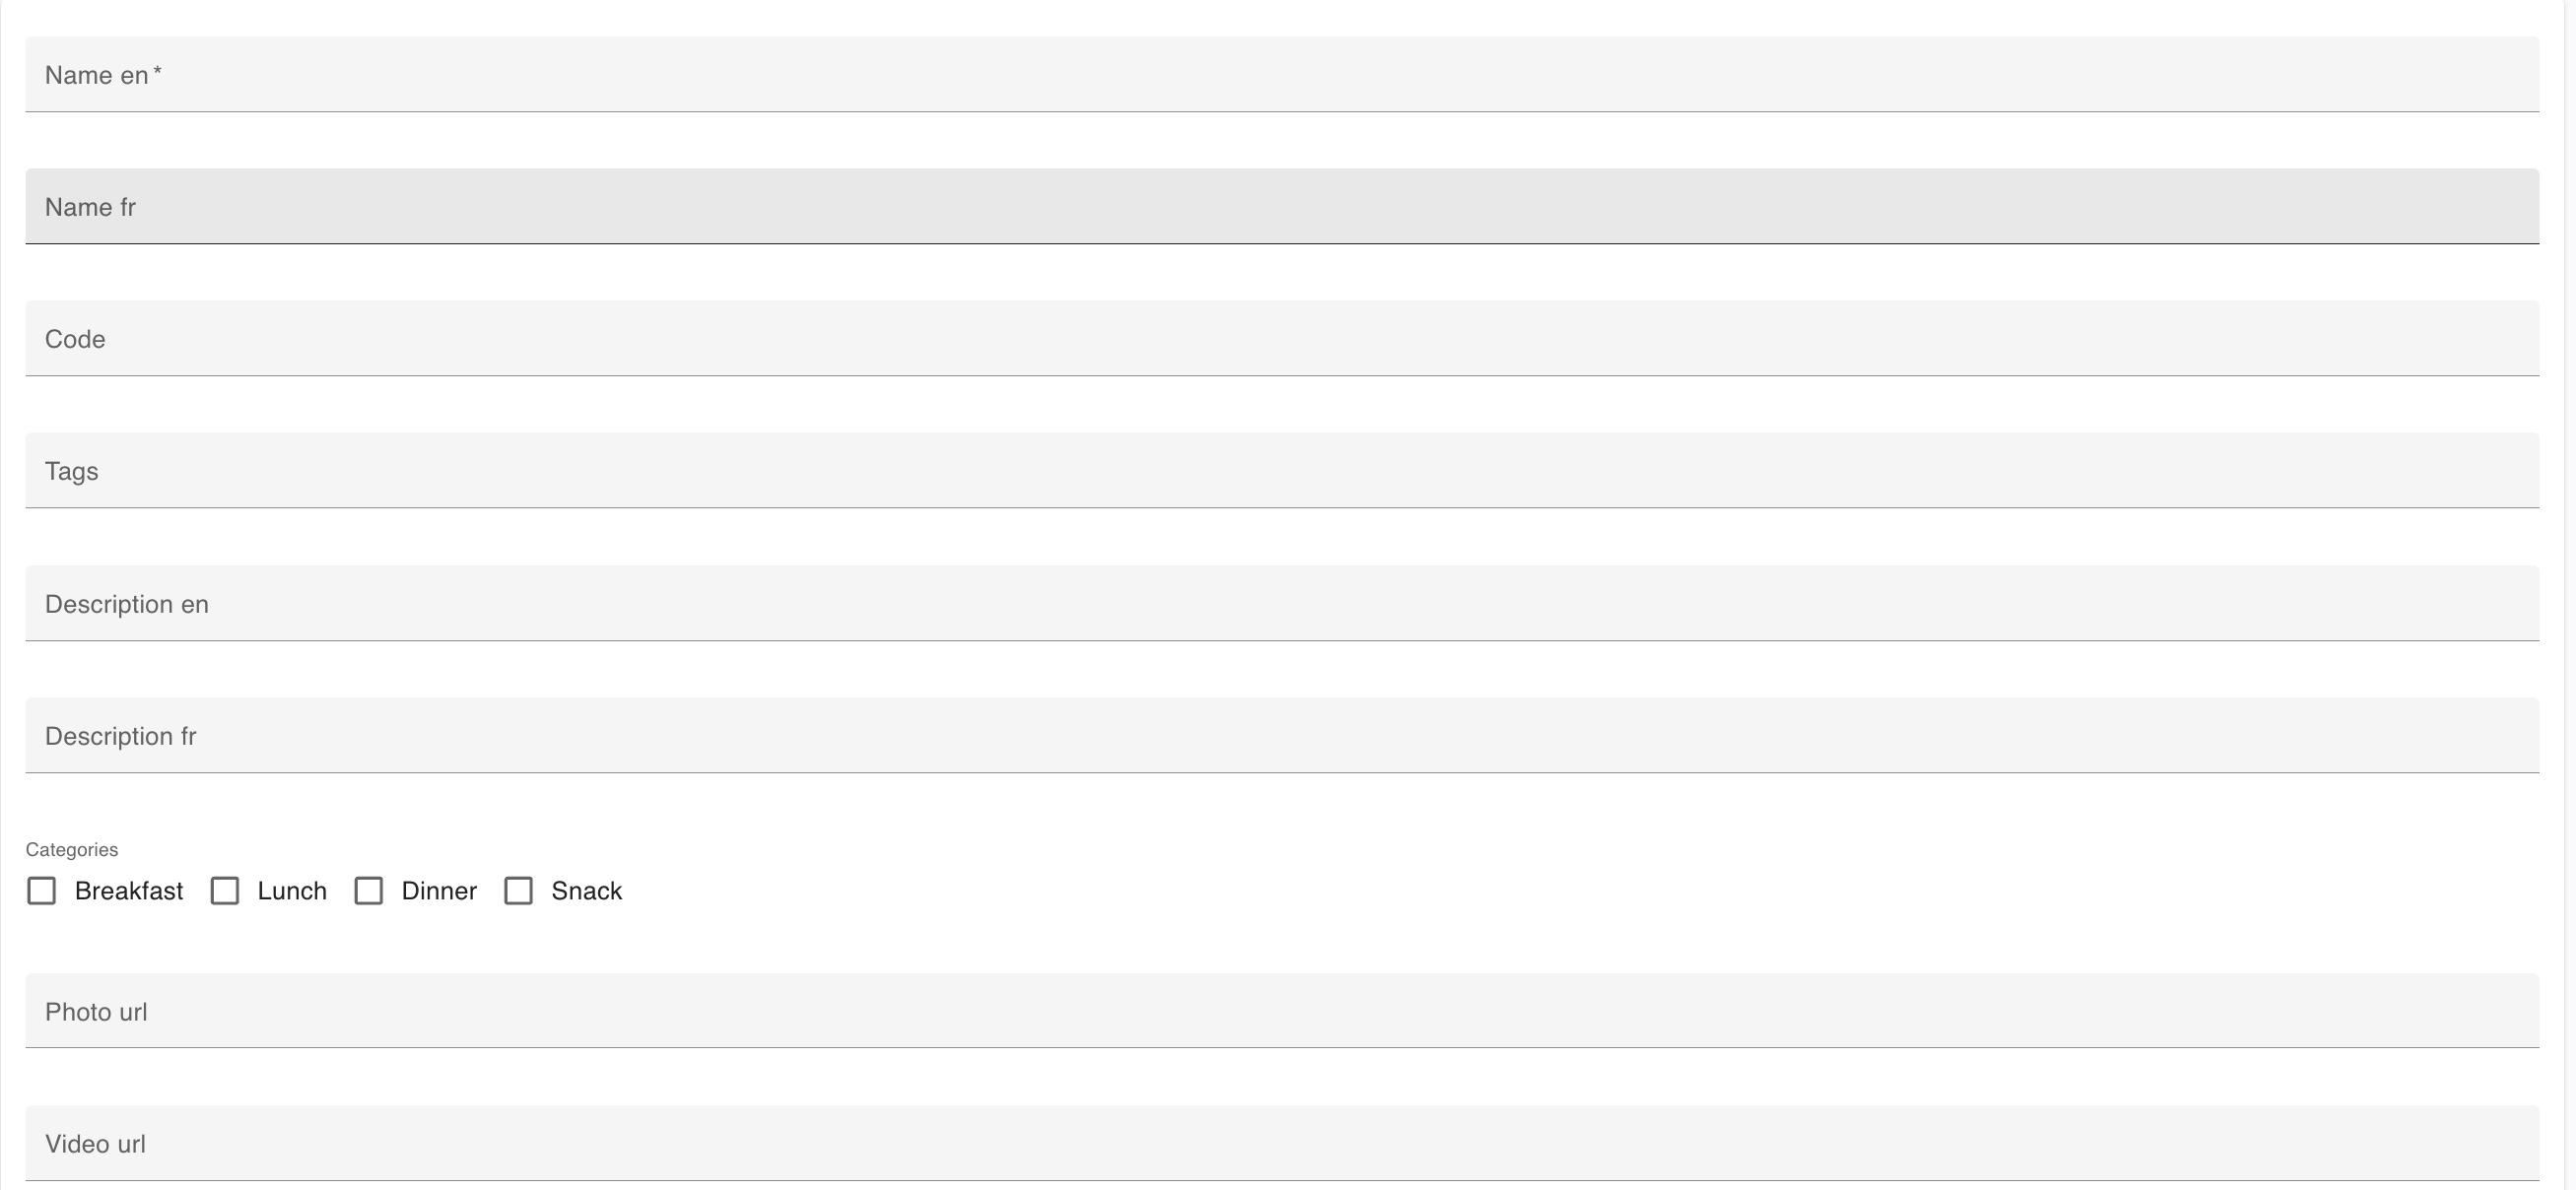 Name en *
Name fr
Code
Tags
Description en
Description fr
Categories
Breakfast Lunch Dinner Snack
Photo url
Video url